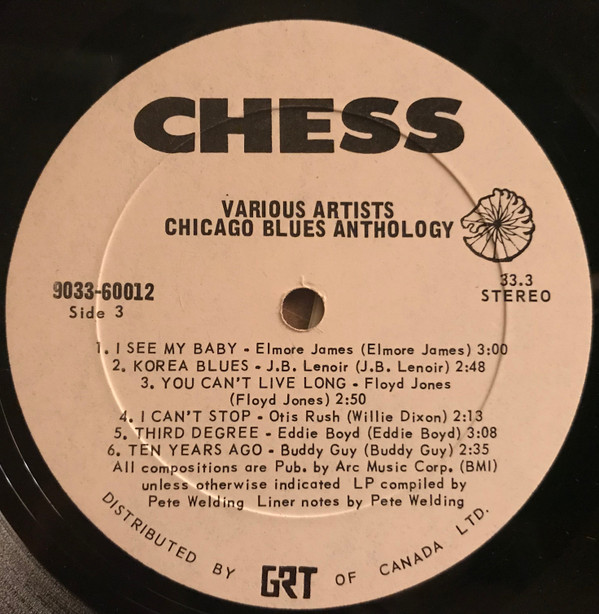 CHESS
VARIOUS ARTISTS
CHICAGO BLUES ANTHOLOGY
9033-60012
Side 3
33.3
STEREO
1. I SEE MY BABY - Elmore James (Elmore James) 3:00
2. KOREA BLUES - J.B. Lenoir (J.B. Lenoir) 2:48
3. YOU CAN'T LIVE LONG - Floyd Jones
(Floyd Jones) 2:50
4. I CAN'T STOP - Otis Rush (Willie Dixon) 2:13
5. THIRD DEGREE - Eddie Boyd (Eddie Boyd) 3:08
6. TEN YEARS AGO - Buddy Guy (Buddy Guy) 2:35
All compositions are Pub. by Arc Music Corp. (BMI)
unless otherwise indicated LP compiled by
Pete Welding Liner notes by Pete Welding
DISTRIBUTED BY GRT OF CANADA LTD.